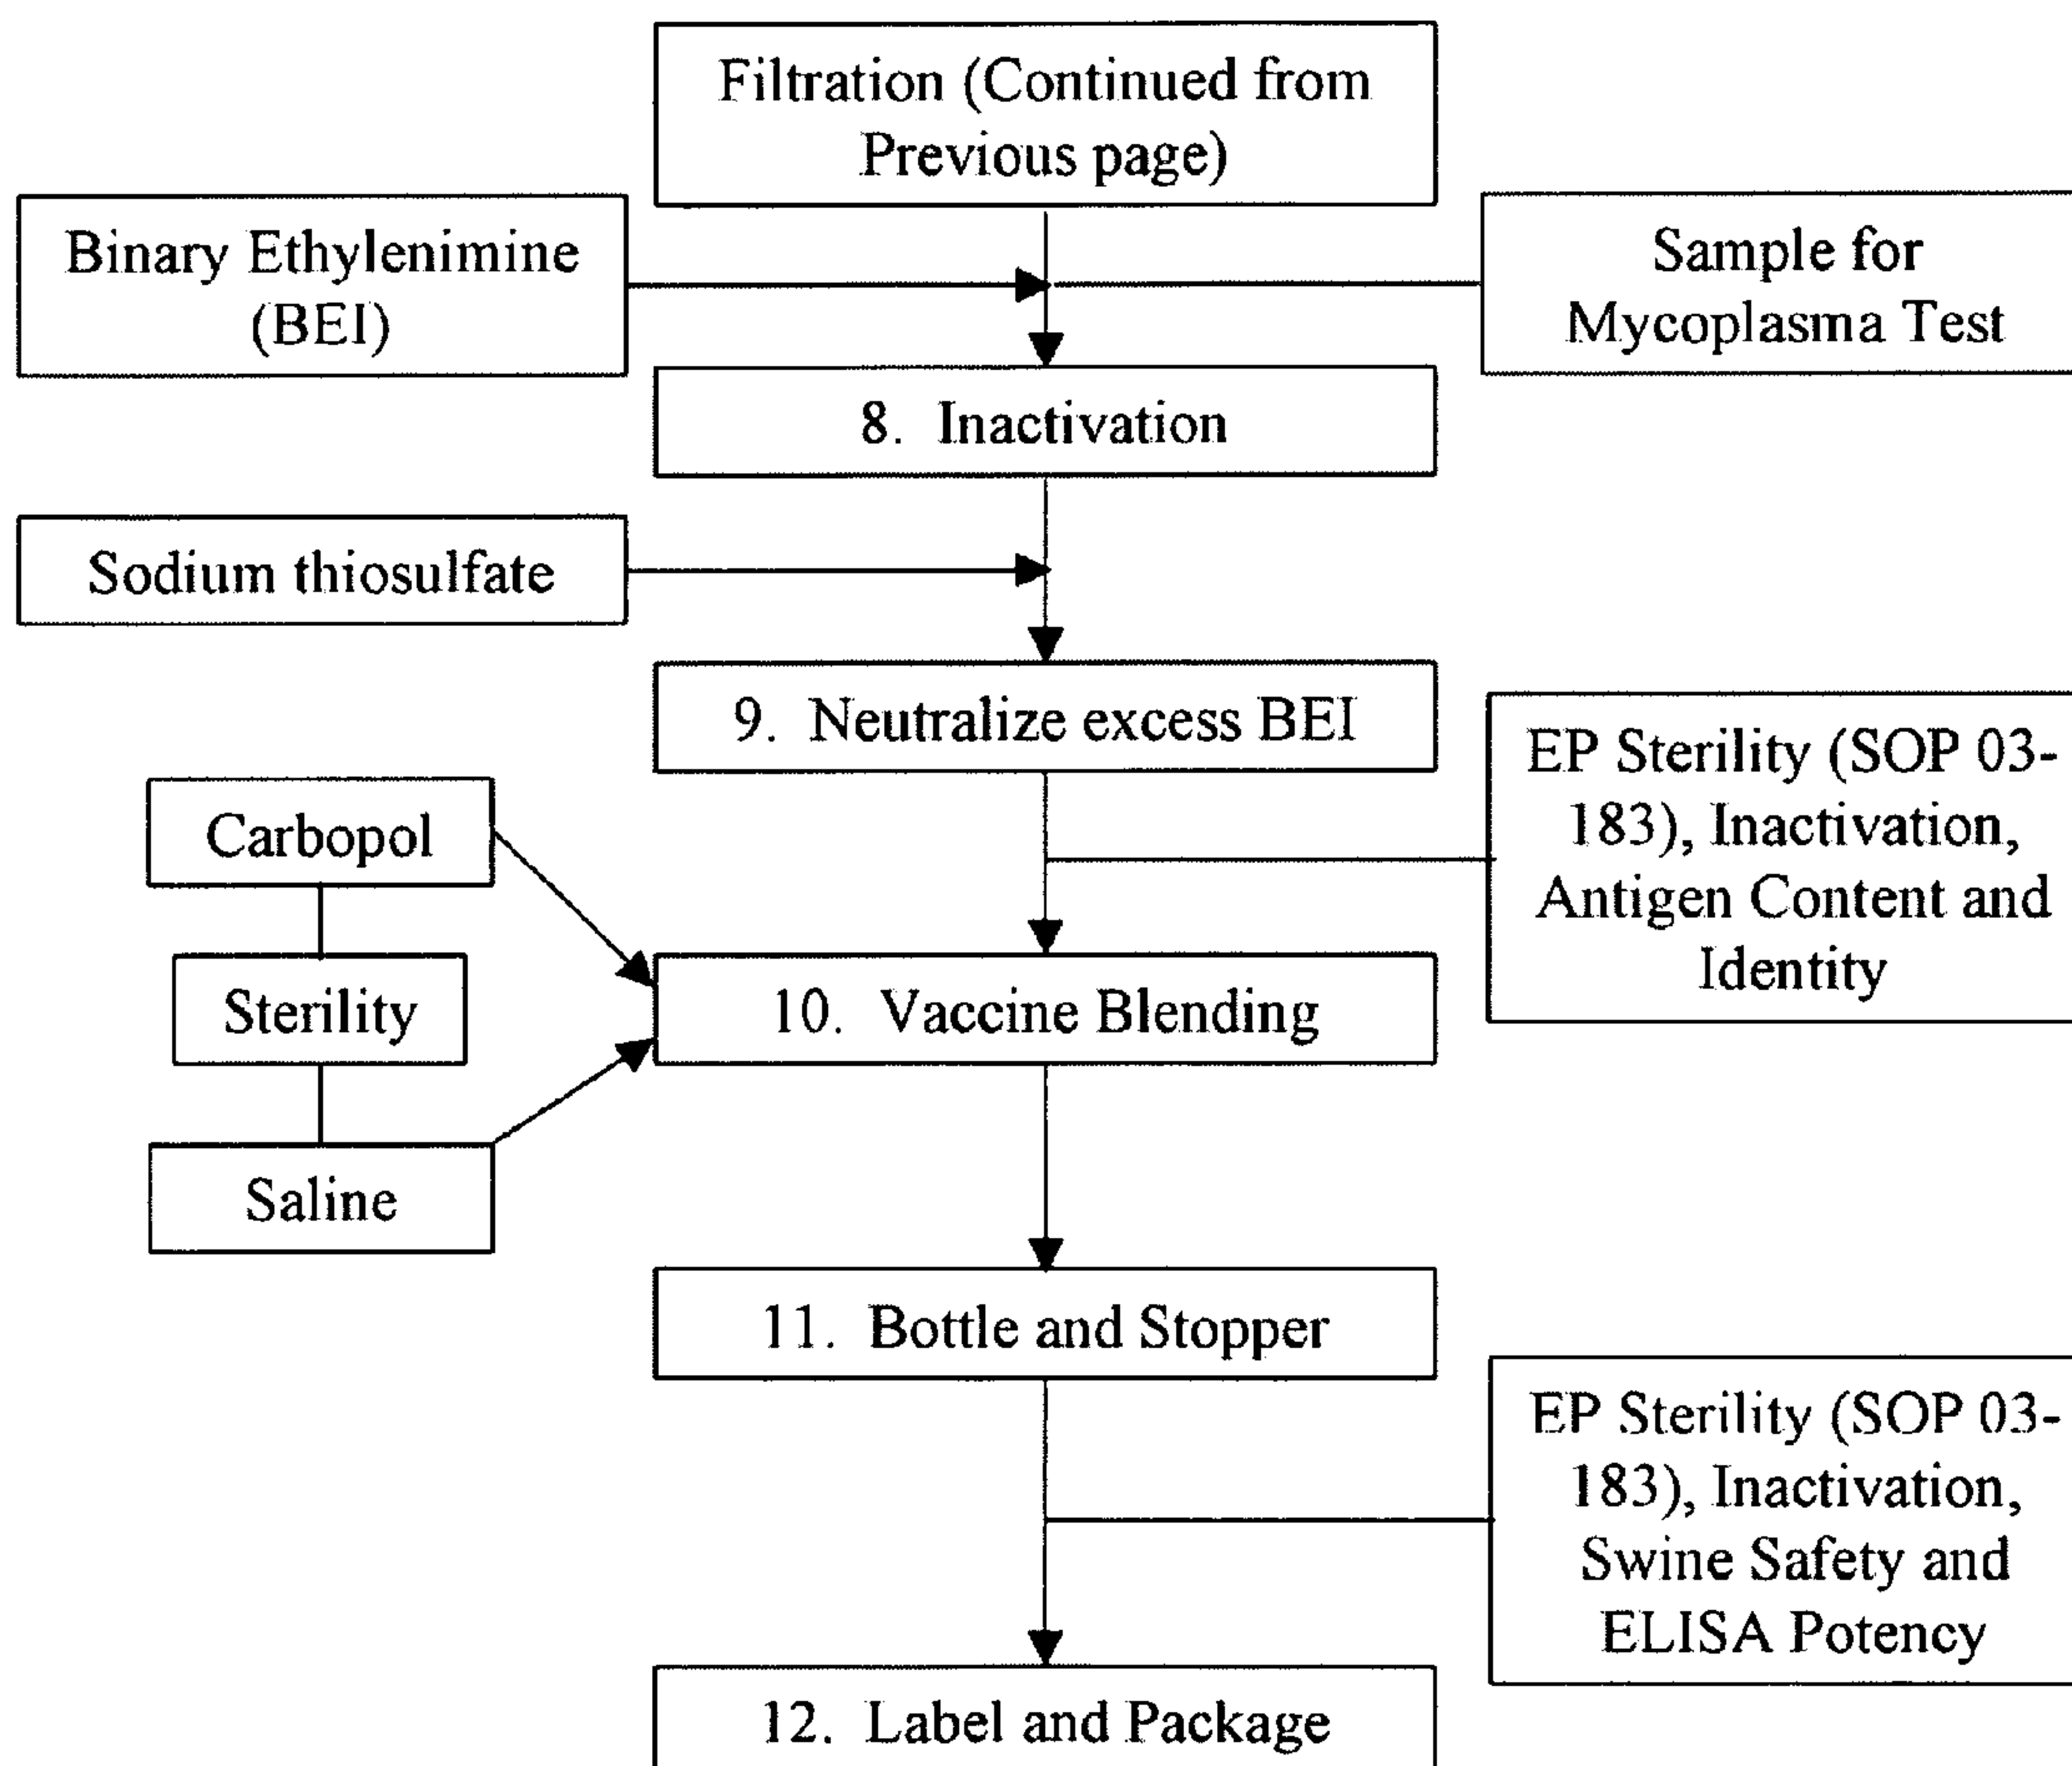 Filtration (Continued from
Previous page)
Binary Ethylenimine
(BEI)
Sample for
Mycoplasma Test
8. Inactivation
Sodium thiosulfate
9. Neutralize excess BEI
EP Sterility (SOP 03-
183), Inactivation,
Antigen Content and
Identity
Carbopol
Sterility
10. Vaccine Blending
Saline
11. Bottle and Stopper
EP Sterility (SOP 03-
183), Inactivation,
Swine Safety and
ELISA Potency
12. Label and Package